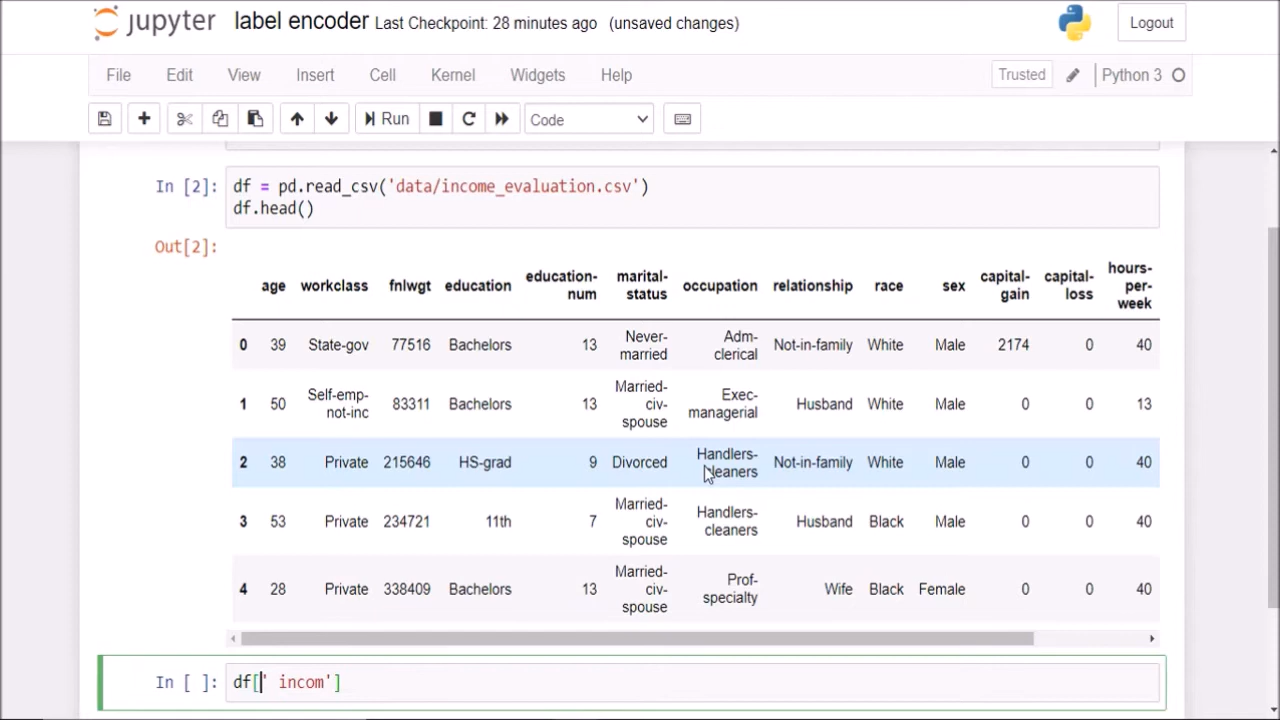 jupyter label encoder Last Checkpoint: 28 minutes ago (unsaved changes) Logout
File Edit View Insert Cell Kernel Widgets Help Trusted Python 3
Run Code
In [2]: df = pd.read_csv('data/income_evaluation.csv')
df.head()
Out[2]:
age workclass fnlwgt education education-num marital-status occupation relationship race sex capital-gain capital-loss hours-per-week
0 39 State-gov 77516 Bachelors 13 Never-married Adm-clerical Not-in-family White Male 2174 0 40
1 50 Self-emp-not-inc 83311 Bachelors 13 Married-civ-spouse Exec-managerial Husband White Male 0 0 13
2 38 Private 215646 HS-grad 9 Divorced Handlers-cleaners Not-in-family White Male 0 0 40
3 53 Private 234721 11th 7 Married-civ-spouse Handlers-cleaners Husband Black Male 0 0 40
4 28 Private 338409 Bachelors 13 Married-civ-spouse Prof-specialty Wife Black Female 0 0 40
In [ ]: df[' incom']